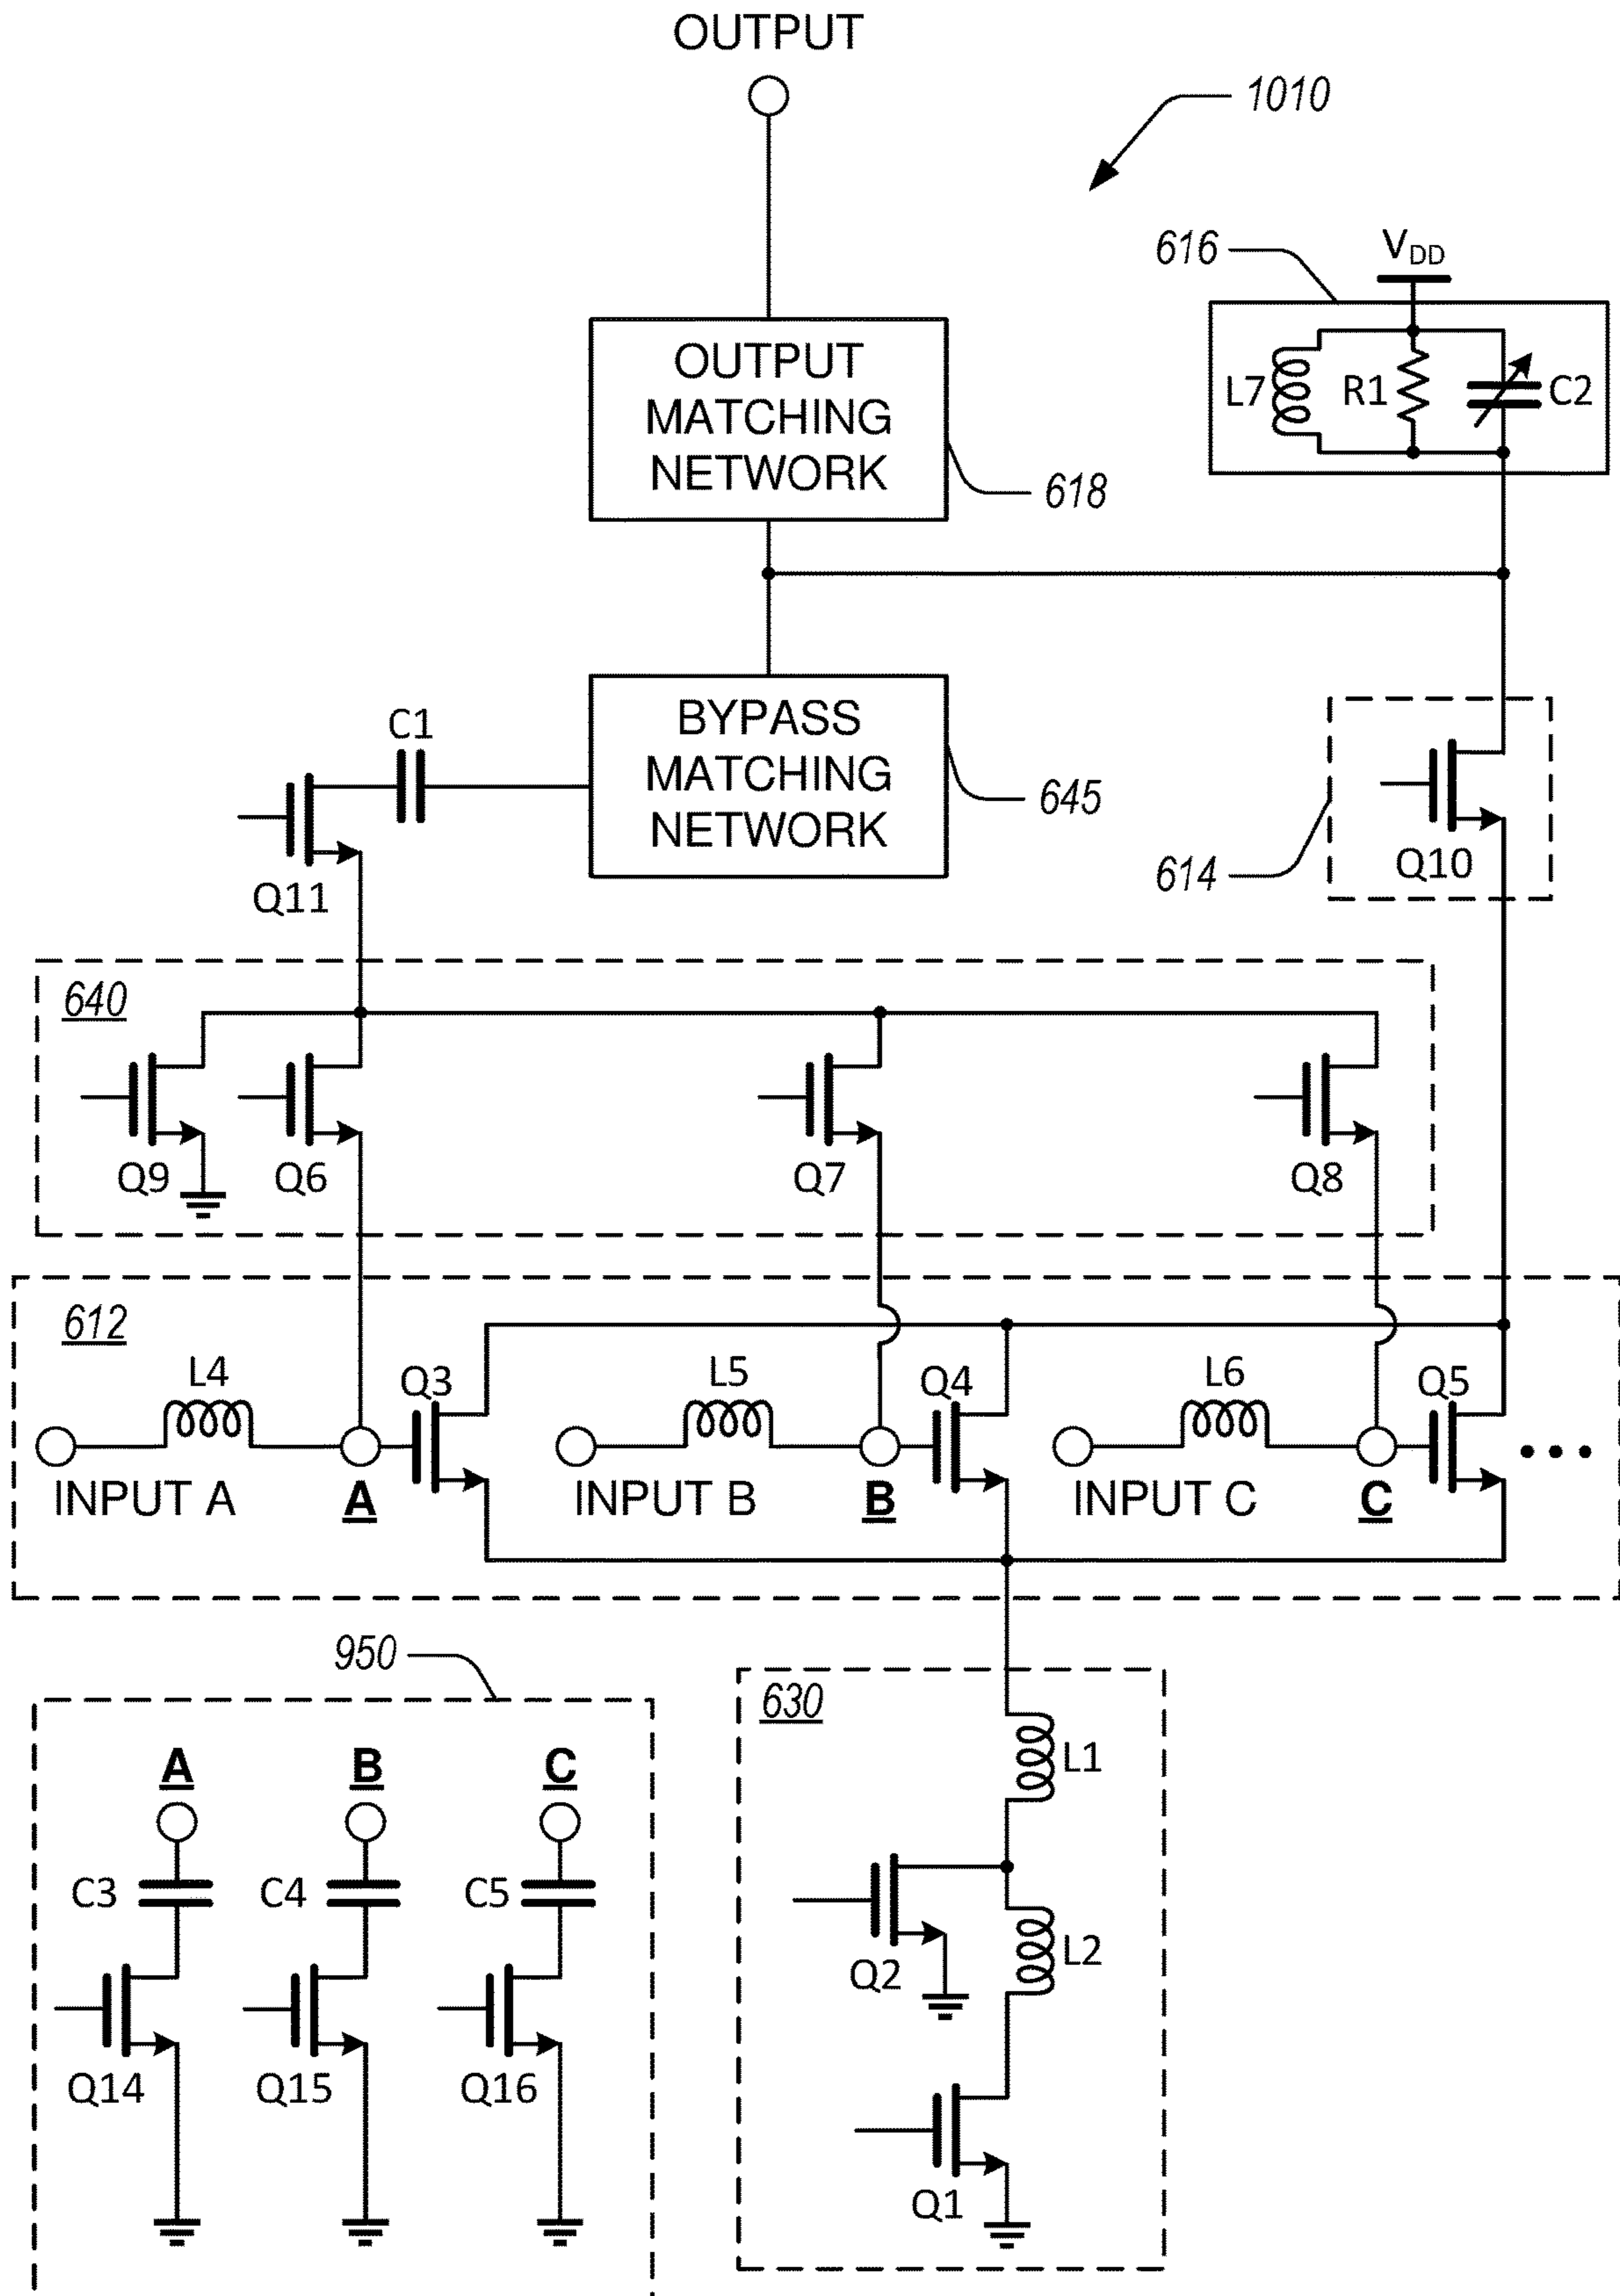 OUTPUT
1010
616
VDD
L7
R1
C2
OUTPUT
MATCHING
NETWORK
618
C1
BYPASS
MATCHING
NETWORK
645
614
Q10
Q11
640
Q9
Q6
Q7
Q8
612
L4
Q3
L5
Q4
L6
Q5
INPUT A
A
INPUT B
B
INPUT C
C
950
630
A
B
C
L1
C3
C4
C5
L2
Q2
Q14
Q15
Q16
Q1